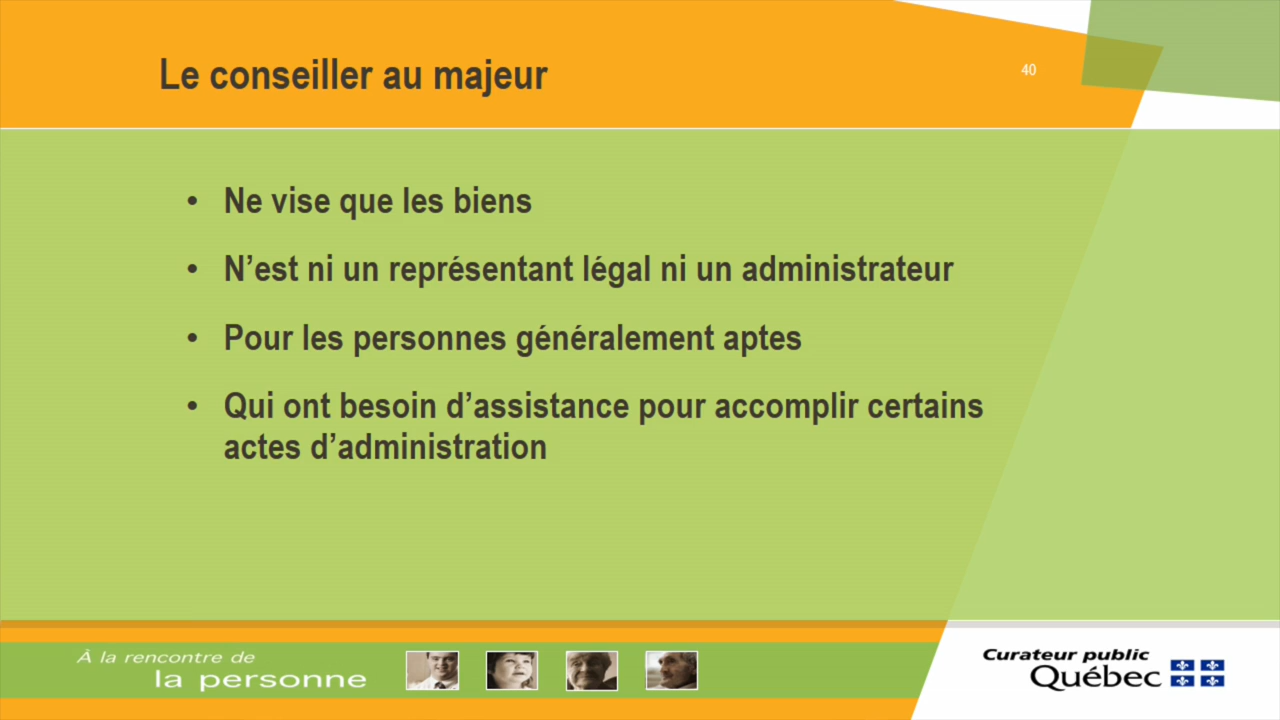 Le conseiller au majeur
40
• Ne vise que les biens
• N’est ni un représentant légal ni un administrateur
• Pour les personnes généralement aptes
• Qui ont besoin d’assistance pour accomplir certains
actes d’administration
À la rencontre de
la personne
Curateur public
Québec